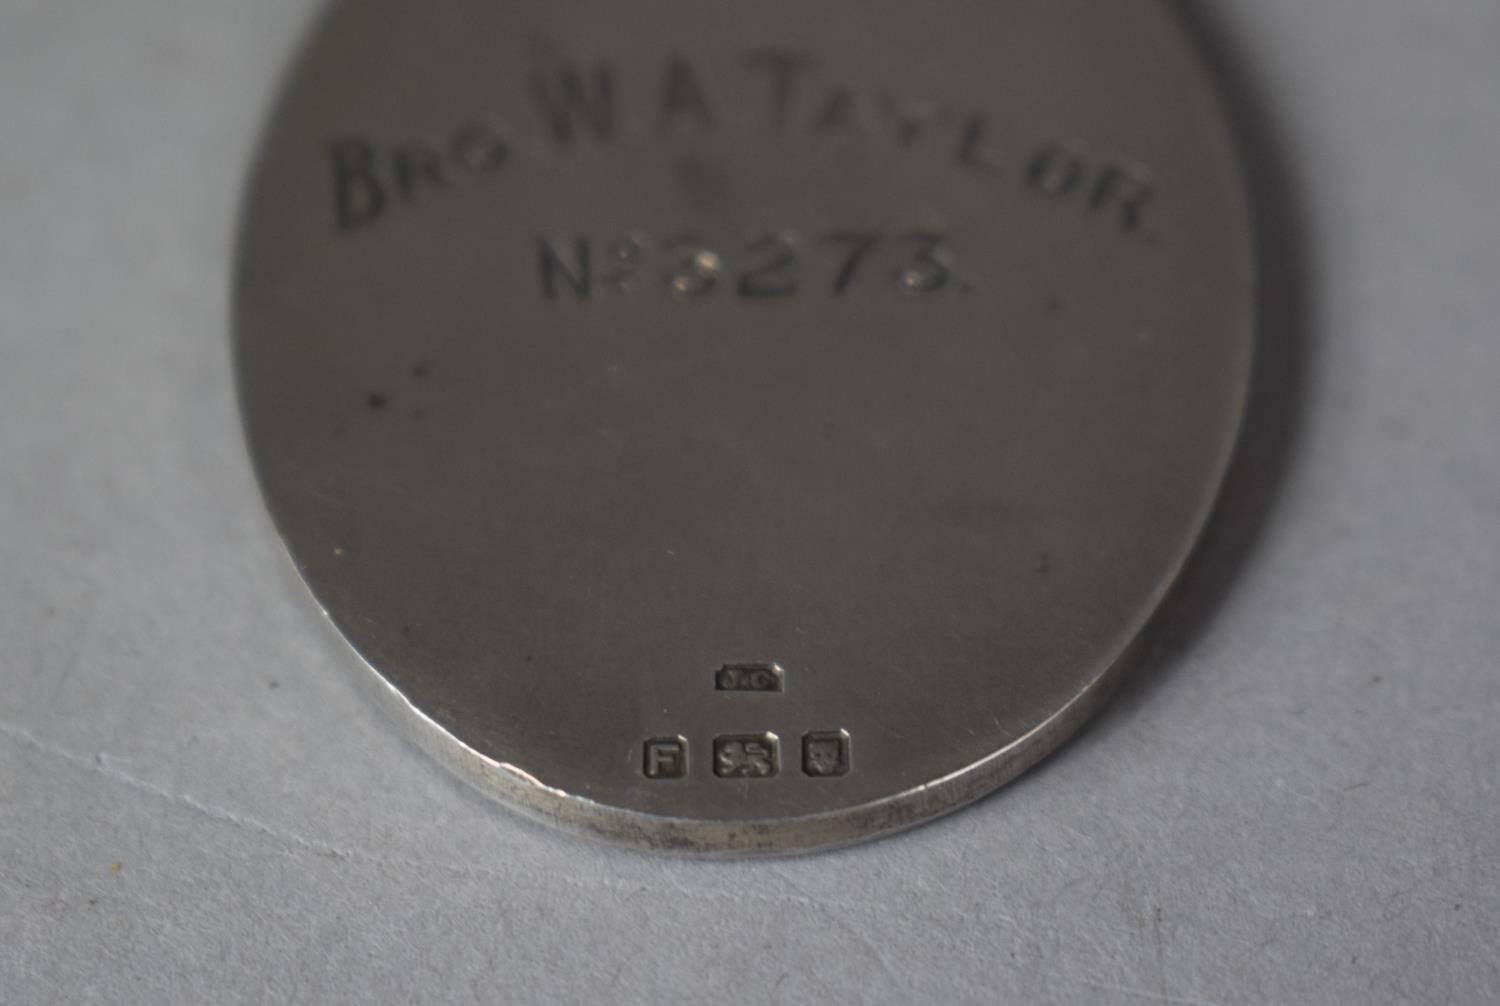 BRO W. A. TAYLOR.
No 3273.
J.C
F